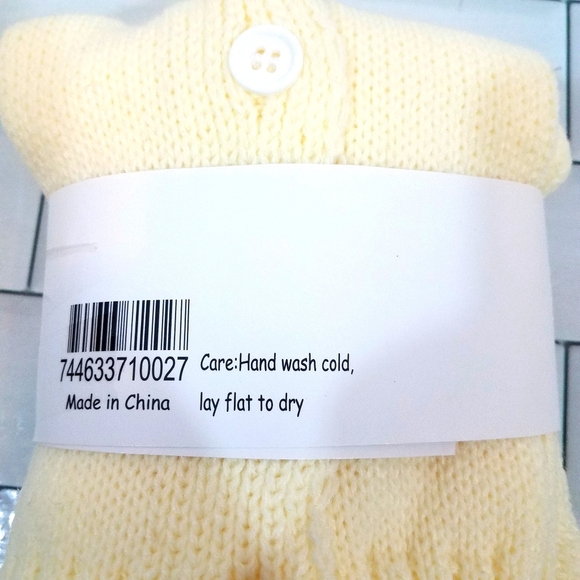 744633710027
Made in China
Care:Hand wash cold,
lay flat to dry